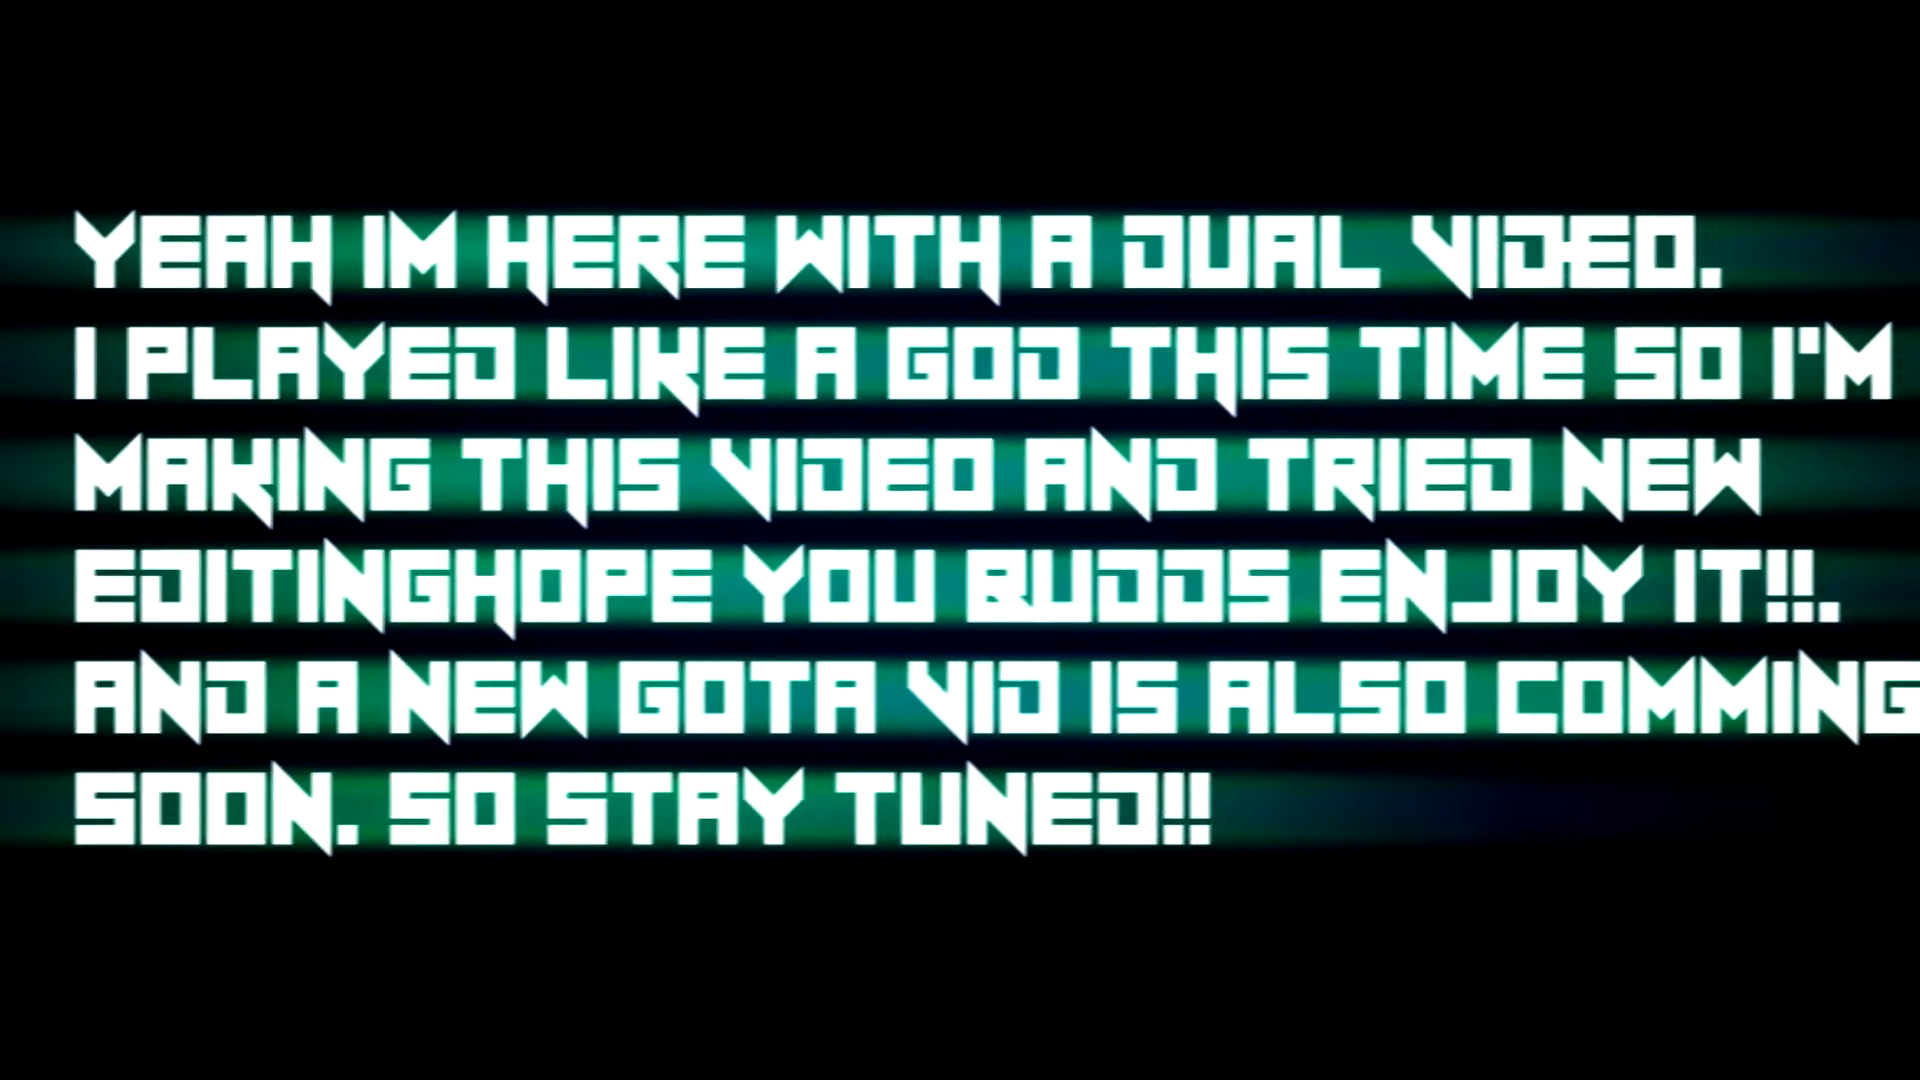 YEAH IM HERE WITH A DUAL VIDEO.
I PLAYED LIKE A GOD THIS TIME SO I'M
MAKING THIS VIDEO AND TRIED NEW
EDITINGHOPE YOU BUDDS ENJOY IT!!.
AND A NEW GOTA VID IS ALSO COMMING
SOON. SO STAY TUNED!!